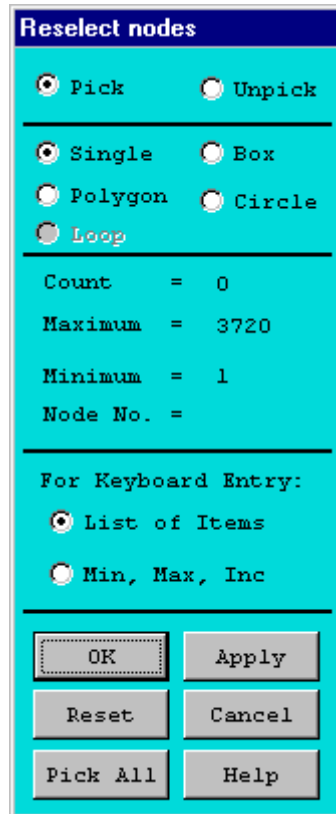 Reselect nodes
Pick Unpick
Single Box
Polygon Circle
Loop
Count = 0
Maximum = 3720
Minimum = 1
Node No. =
For Keyboard Entry:
List of Items
Min, Max, Inc
OK Apply
Reset Cancel
Pick All Help